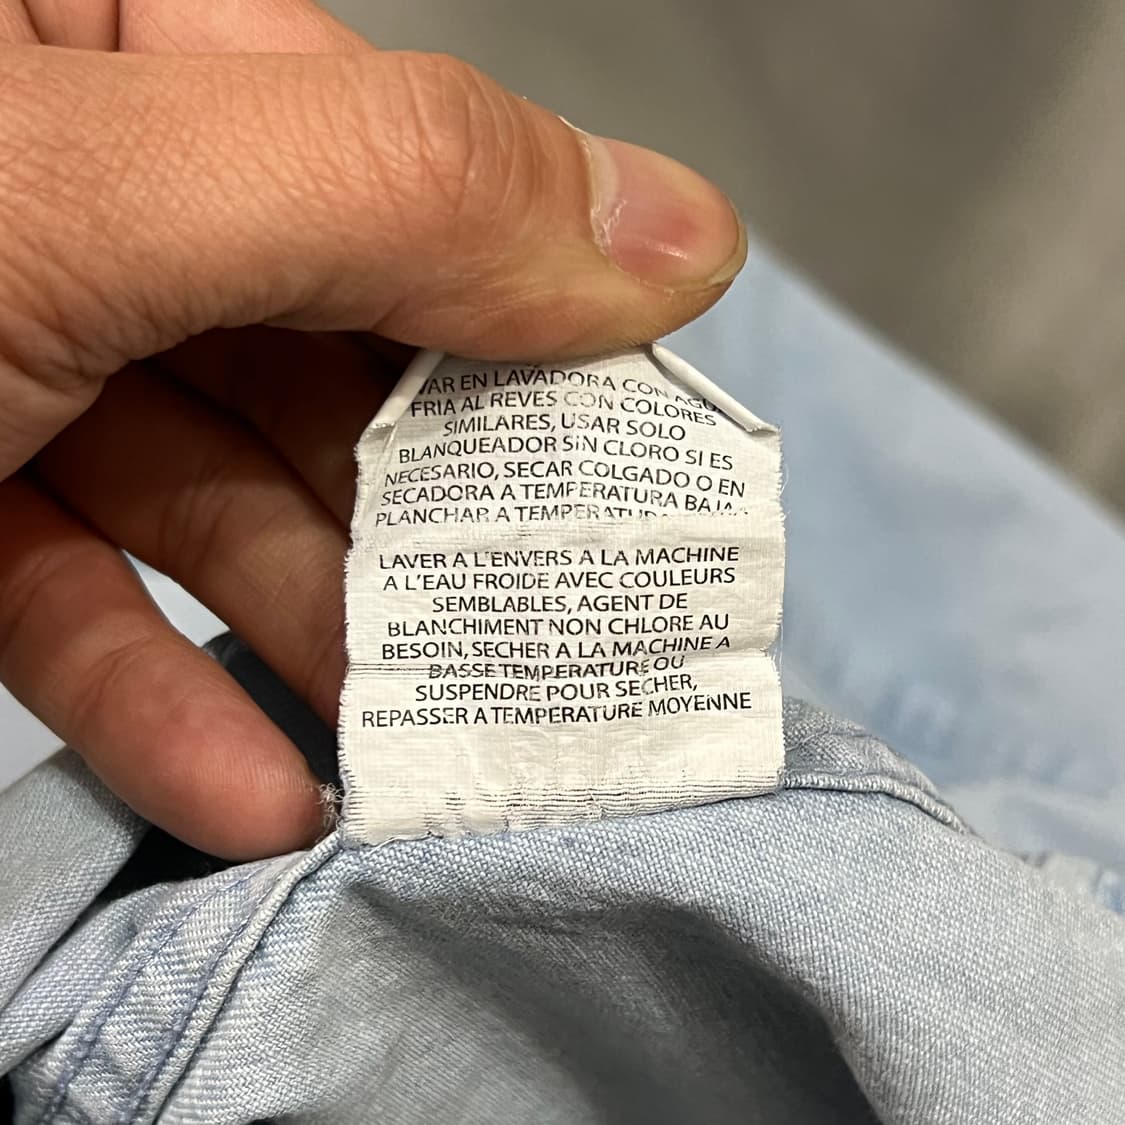 EN LAVADORA CON
FRIA AL REVES CON COLORES
SIMILARES, USAR SOLO
BLANQUEADOR SIN CLORO SI ES
NECESARIO, SECAR COLGADO O EN
SECADORA A TEMPERATURA BAJA
PLANCHAR A
LAVER A L'ENVERS A LA MACHINE
A L'EAU FROIDE AVEC COULEURS
SEMBLABLES, AGENT DE
BLANCHIMENT NON CHLORE AU
BESOIN, SECHER A LA MACHINE A
BASSE TEMPERATURE OU
SUSPENDRE POUR SECHER,
REPASSER A TEMPERATURE MOYENNE